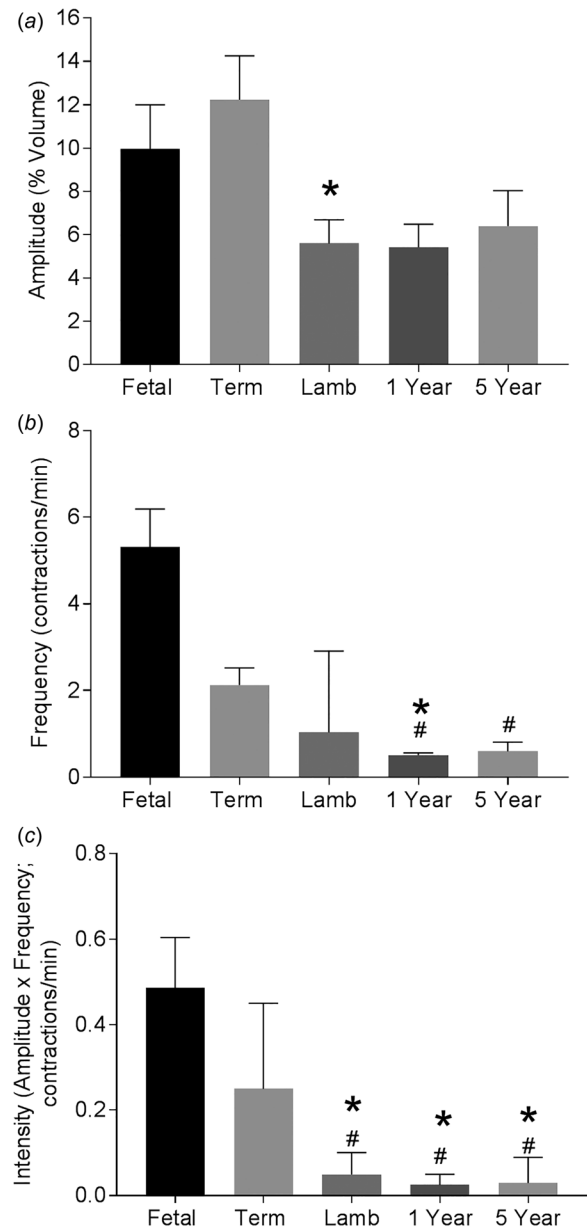 (a)
Amplitude (% Volume)
16
14
12
10
8
6
4
2
0
*
Fetal Term Lamb 1 Year 5 Year
(b)
Frequency (contractions/min)
8
6
4
2
0
*
# #
Fetal Term Lamb 1 Year 5 Year
(c)
Intensity (Amplitude x Frequency;
contractions/min)
0.8
0.6
0.4
0.2
0.0
* * *
# # #
Fetal Term Lamb 1 Year 5 Year